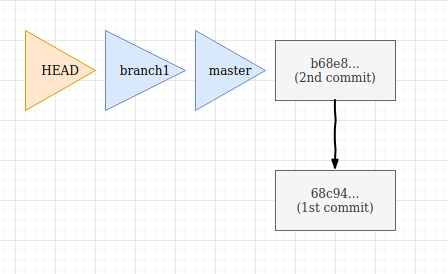 HEAD
branch1
master
b68e8...
(2nd commit)
68c94...
(1st commit)